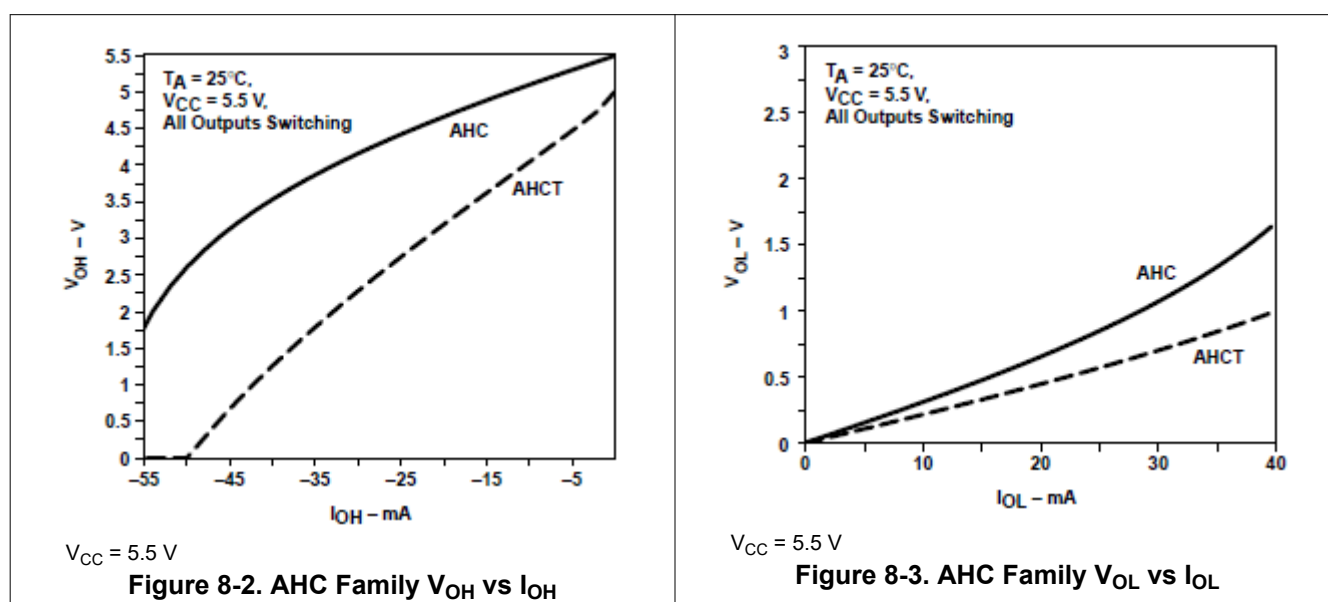 5.5
5
4.5
4
3.5
3
2.5
2
1.5
1
0.5
0
V_OH – V
T_A = 25°C,
V_CC = 5.5 V,
All Outputs Switching
AHC
AHCT
–55
–45
–35
–25
–15
–5
I_OH – mA
V_CC = 5.5 V
Figure 8-2. AHC Family V_OH vs I_OH
3
2.5
2
1.5
1
0.5
0
V_OL – V
T_A = 25°C,
V_CC = 5.5 V,
All Outputs Switching
AHC
AHCT
0
10
20
30
40
I_OL – mA
V_CC = 5.5 V
Figure 8-3. AHC Family V_OL vs I_OL